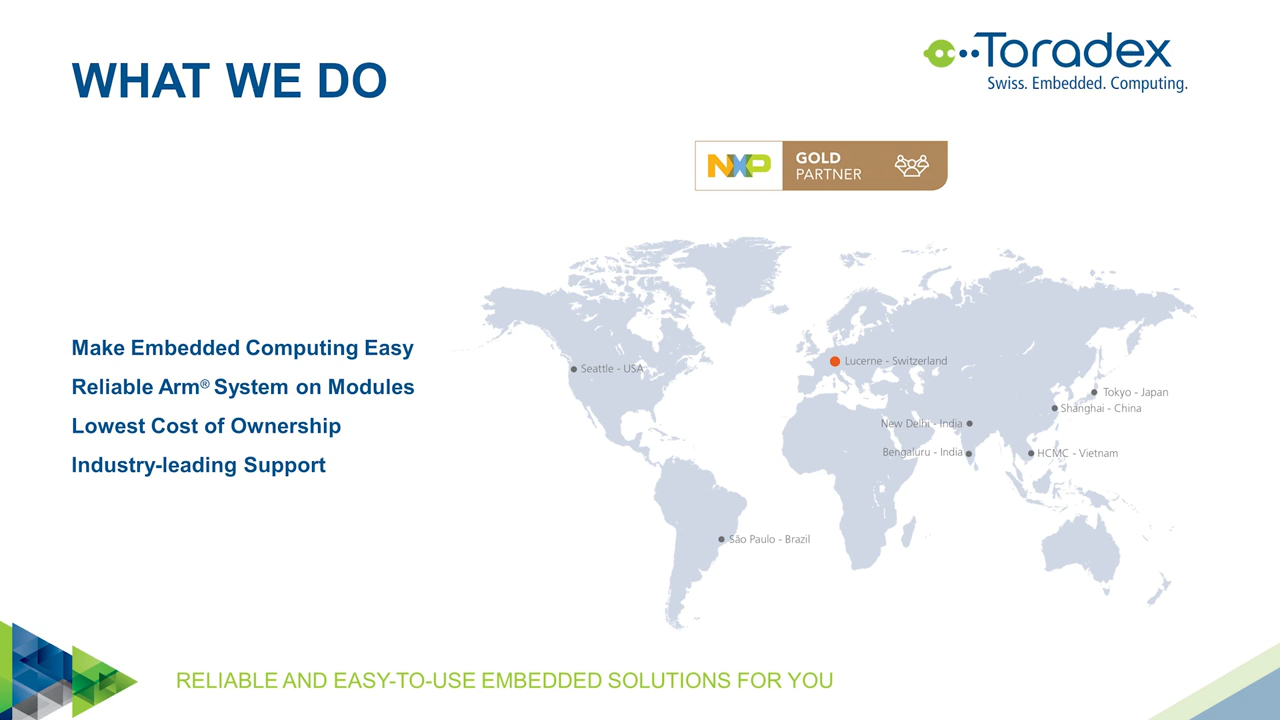 WHAT WE DO
Toradex
Swiss. Embedded. Computing.
NXP
GOLD
PARTNER
Make Embedded Computing Easy
Reliable Arm® System on Modules
Lowest Cost of Ownership
Industry-leading Support
Seattle - USA
Lucerne - Switzerland
Tokyo - Japan
Shanghai - China
New Delhi - India
Bengaluru - India
HCMC - Vietnam
São Paulo - Brazil
RELIABLE AND EASY-TO-USE EMBEDDED SOLUTIONS FOR YOU